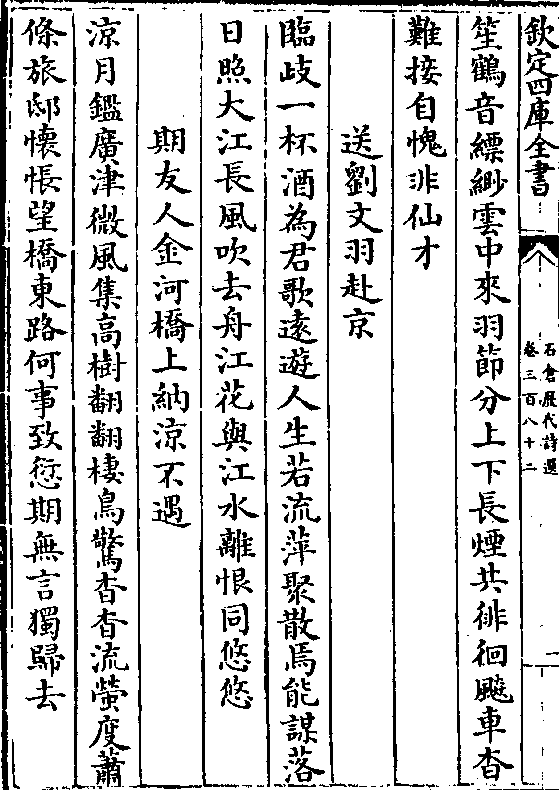 欽定四庫全書
石倉歷代詩選
卷三百八十二
笙鶴音縹緲雲中來羽節分上下長煙共徘徊飈車杳
難接自愧非仙才
送劉文羽赴京
臨歧一杯酒為君歌遠遊人生若流萍聚散焉能謀落
日照大江長風吹去舟江花與江水離恨同悠悠
期友人金河橋上納涼不遇
涼月鑑廣津微風集高樹翻翻棲鳥驚杳杳流螢度蕭
條旅邸懷悵望橋東路何事致愆期無言獨歸去